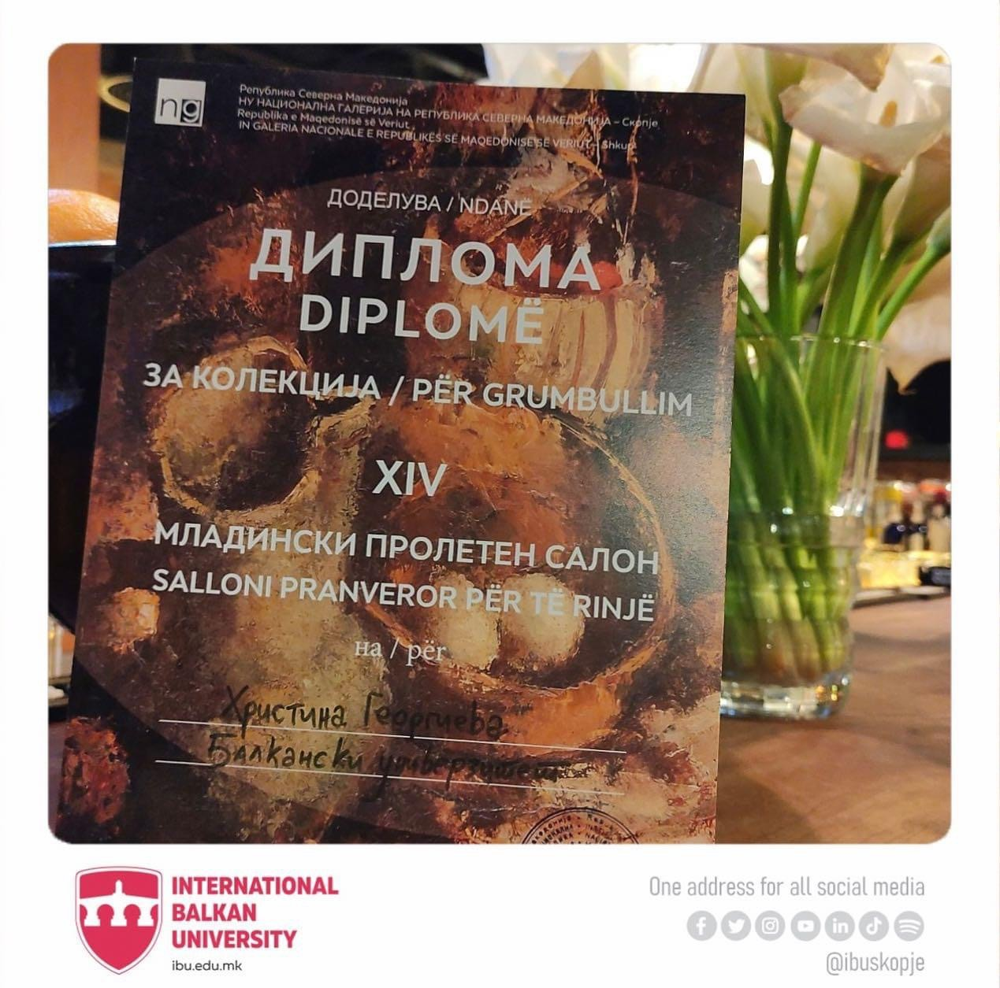 ng
Република Северна Македонија
НУ НАЦИОНАЛНА ГАЛЕРИЈА НА РЕПУБЛИКА СЕВЕРНА МАКЕДОНИЈА – Скопје
Republika e Maqedonisë së Veriut
IN GALERIA NACIONALE E REPUBLIKËS SË MAQEDONISË SË VERIUT – Shkup
ДОДЕЛУВА / NDANË
ДИПЛОМА
DIPLOMË
ЗА КОЛЕКЦИЈА / PËR GRUMBULLIM
XIV
МЛАДИНСКИ ПРОЛЕТЕН САЛОН
SALLONI PRANVEROR PËR TË RINJË
на / për
Христина Георгиева
Балкански универзитет
INTERNATIONAL
BALKAN
UNIVERSITY
ibu.edu.mk
One address for all social media
@ibuskopje